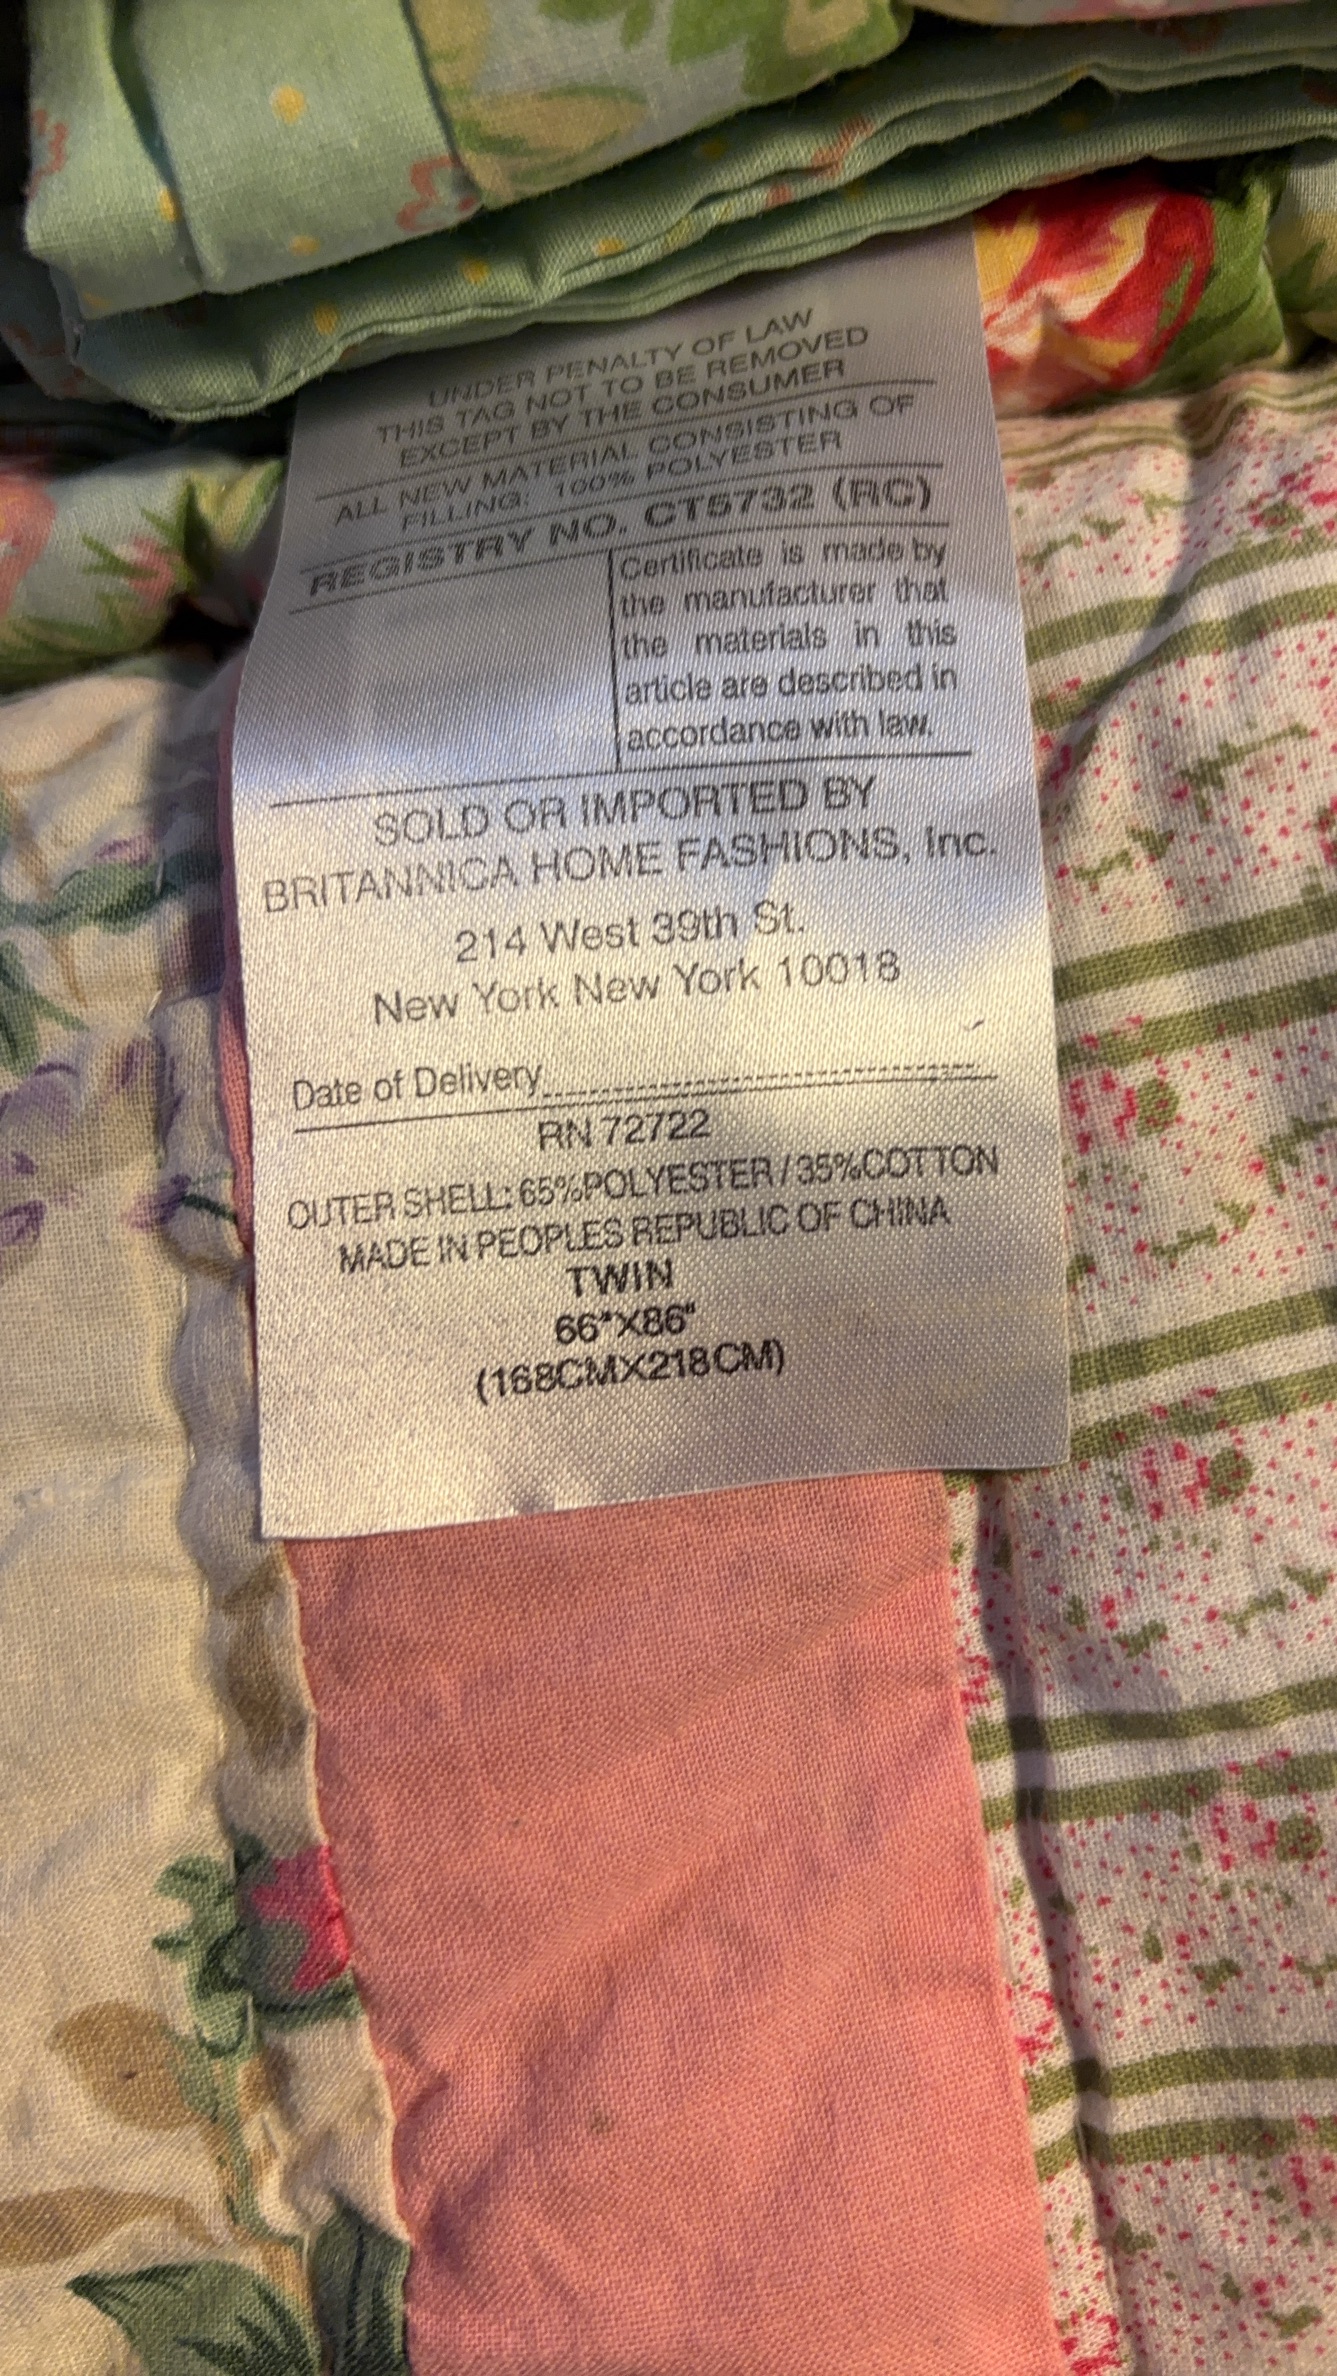 UNDER PENALTY OF LAW
THIS TAG NOT TO BE REMOVED
EXCEPT BY THE CONSUMER
ALL NEW MATERIAL CONSISTING OF
FILLING: 100% POLYESTER
REGISTRY NO. CT5732 (RC)
Certificate is made by
the manufacturer that
the materials in this
article are described in
accordance with law.
SOLD OR IMPORTED BY
BRITANNICA HOME FASHIONS, Inc.
214 West 39th St.
New York New York 10018
Date of Delivery
RN 72722
OUTER SHELL: 65%POLYESTER/35%COTTON
MADE IN PEOPLES REPUBLIC OF CHINA
TWIN
66"X86"
(168CMX218CM)